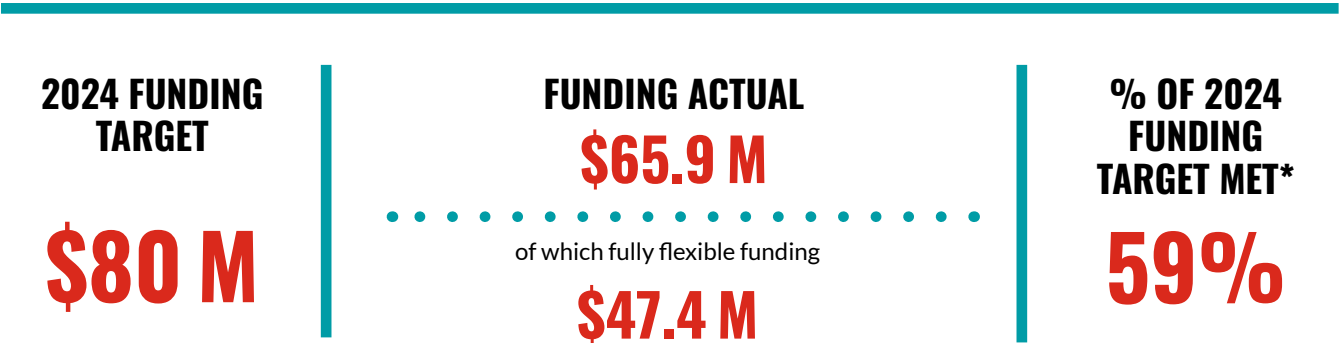 2024 FUNDING
TARGET
$80 M
FUNDING ACTUAL
$65.9 M
of which fully flexible funding
$47.4 M
% OF 2024
FUNDING
TARGET MET*
59%